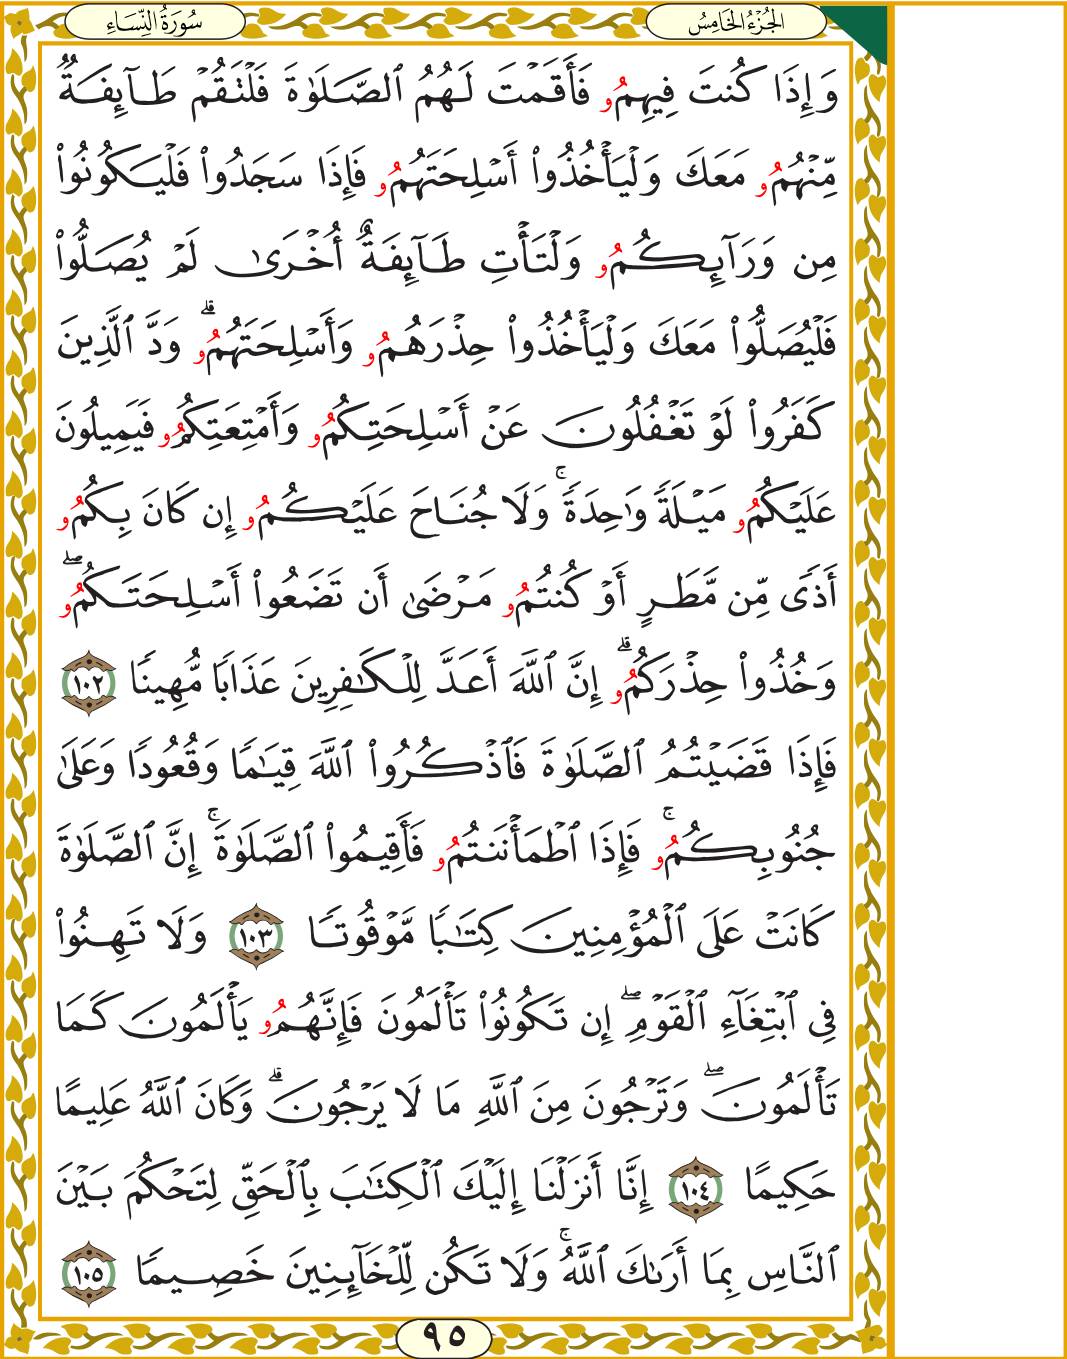 سُورَةُ النِّسَاءِ
الجُزْءُ الخَامِسُ
وَإِذَا كُنتَ فِيهِمُۥ فَأَقَمْتَ لَهُمُ ٱلصَّلَوٰةَ فَلْتَقُمْ طَآئِفَةٌ
مِّنْهُمُۥ مَعَكَ وَلْيَأْخُذُواْ أَسْلِحَتَهُمُۥ فَإِذَا سَجَدُواْ فَلْيَكُونُواْ
مِن وَرَآئِكُمُۥ وَلْتَأْتِ طَآئِفَةٌ أُخْرَىٰ لَمْ يُصَلُّواْ
فَلْيُصَلُّواْ مَعَكَ وَلْيَأْخُذُواْ حِذْرَهُمُۥ وَأَسْلِحَتَهُمُۥۗ وَدَّ ٱلَّذِينَ
كَفَرُواْ لَوْ تَغْفُلُونَ عَنْ أَسْلِحَتِكُمُۥ وَأَمْتِعَتِكُمُۥ فَيَمِيلُونَ
عَلَيْكُمُۥ مَيْلَةً وَٰحِدَةًۚ وَلَا جُنَاحَ عَلَيْكُمُۥ إِن كَانَ بِكُمُۥ
أَذًى مِّن مَّطَرٍ أَوْ كُنتُمُۥ مَرْضَىٰ أَن تَضَعُواْ أَسْلِحَتَكُمُۥۖ
وَخُذُواْ حِذْرَكُمُۥۗ إِنَّ ٱللَّهَ أَعَدَّ لِلْكَٰفِرِينَ عَذَابًا مُّهِينًا ١٠٢
فَإِذَا قَضَيْتُمُ ٱلصَّلَوٰةَ فَٱذْكُرُواْ ٱللَّهَ قِيَٰمًا وَقُعُودًا وَعَلَىٰ
جُنُوبِكُمُۥۚ فَإِذَا ٱطْمَأْنَنتُمُۥ فَأَقِيمُواْ ٱلصَّلَوٰةَۚ إِنَّ ٱلصَّلَوٰةَ
كَانَتْ عَلَى ٱلْمُؤْمِنِينَ كِتَٰبًا مَّوْقُوتًا ١٠٣ وَلَا تَهِنُواْ
فِى ٱبْتِغَآءِ ٱلْقَوْمِۖ إِن تَكُونُواْ تَأْلَمُونَ فَإِنَّهُمُۥ يَأْلَمُونَ كَمَا
تَأْلَمُونَۖ وَتَرْجُونَ مِنَ ٱللَّهِ مَا لَا يَرْجُونَۗ وَكَانَ ٱللَّهُ عَلِيمًا
حَكِيمًا ١٠٤ إِنَّا أَنزَلْنَا إِلَيْكَ ٱلْكِتَٰبَ بِٱلْحَقِّ لِتَحْكُمَ بَيْنَ
ٱلنَّاسِ بِمَا أَرَىٰكَ ٱللَّهُۚ وَلَا تَكُن لِّلْخَآئِنِينَ خَصِيمًا ١٠٥
٩٥